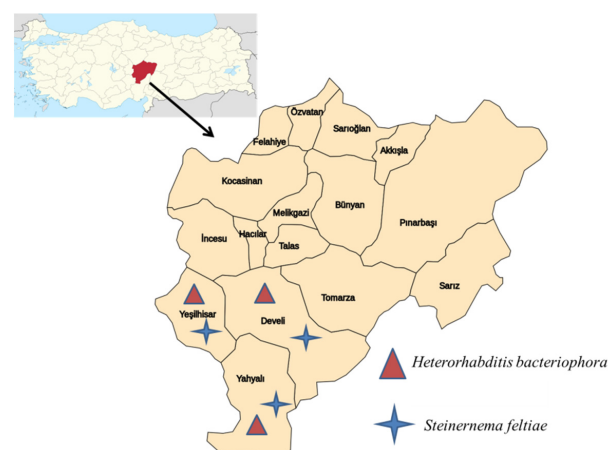 Özvatan
Sarıoğlan
Felahiye
Akkışla
Kocasinan
Bünyan
Melikgazi
Pınarbaşı
İncesu
Hacılar
Talas
Sarız
Tomarza
Yeşilhisar
Develi
Yahyalı
Heterorhabditis bacteriophora
Steinernema feltiae